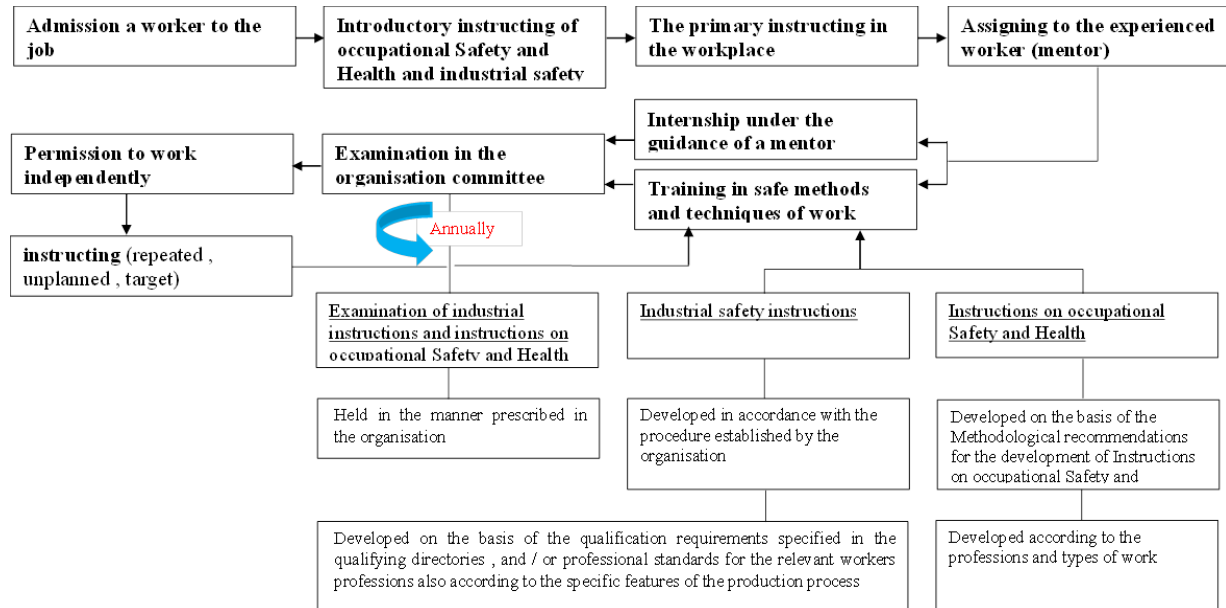 Admission a worker to the
job
Introductory instructing of
occupational Safety and
Health and industrial safety
The primary instructing in
the workplace
Assigning to the experienced
worker (mentor)
Internship under the
guidance of a mentor
Permission to work
independently
Examination in the
organisation committee
Training in safe methods
and techniques of work
Annually
instructing (repeated ,
unplanned , target)
Examination of industrial
instructions and instructions on
occupational Safety and Health
Industrial safety instructions
Instructions on occupational
Safety and Health
Held in the manner prescribed in
the organisation
Developed in accordance with the
procedure established by the
organisation
Developed on the basis of the
Methodological recommendations
for the development of Instructions
on occupational Safety and
Developed on the basis of the qualification requirements specified in the
qualifying directories , and / or professional standards for the relevant workers
professions also according to the specific features of the production process
Developed according to the
professions and types of work